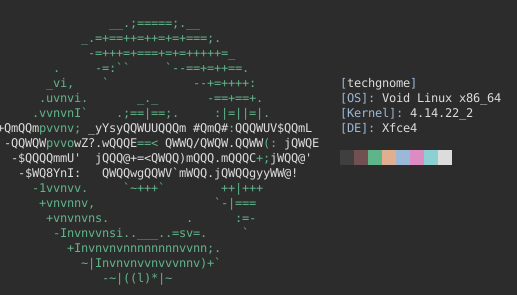 __.;=====;.__
            _.=+==++=++=+=+===;.
             -=+++=+===+=+=+++++=_
        .     -=:``     `--==+=++==.
       _vi,    `            --+=++++:
      .uvnvi.       _._       -==+==+.
     .vvnvnI`    .;==|==;.     :|=||=|.
+QmQQmpvvnv; _yYsyQQWUUQQQm #QmQ#:QQQWUV$QQmL
 -QQWQWpvvowZ?.wQQQE==< QWWQ/QWQW.QQWW(: jQWQE
  -$QQQQmmU' jQQQ@+=<QWQQ)mQQQ.mQQQC+;jWQQ@'
   -$WQ8YnI:   QWQQwgQQWV`mWQQ.jQWQQgyyWW@!
     -1vvnvv.     `~+++`        ++|+++
      +vnvnnv,                 `-|===
       +vnvnvns.           .      :=-
        -Invnvvnsi..___..=sv=.     `
          +Invnvnvnnnnnnnnvvnn;.
            ~|Invnvnvvnvvvnnv)+`
               -~|((l)*|~
[techgnome]
[OS]: Void Linux x86_64
[Kernel]: 4.14.22_2
[DE]: Xfce4